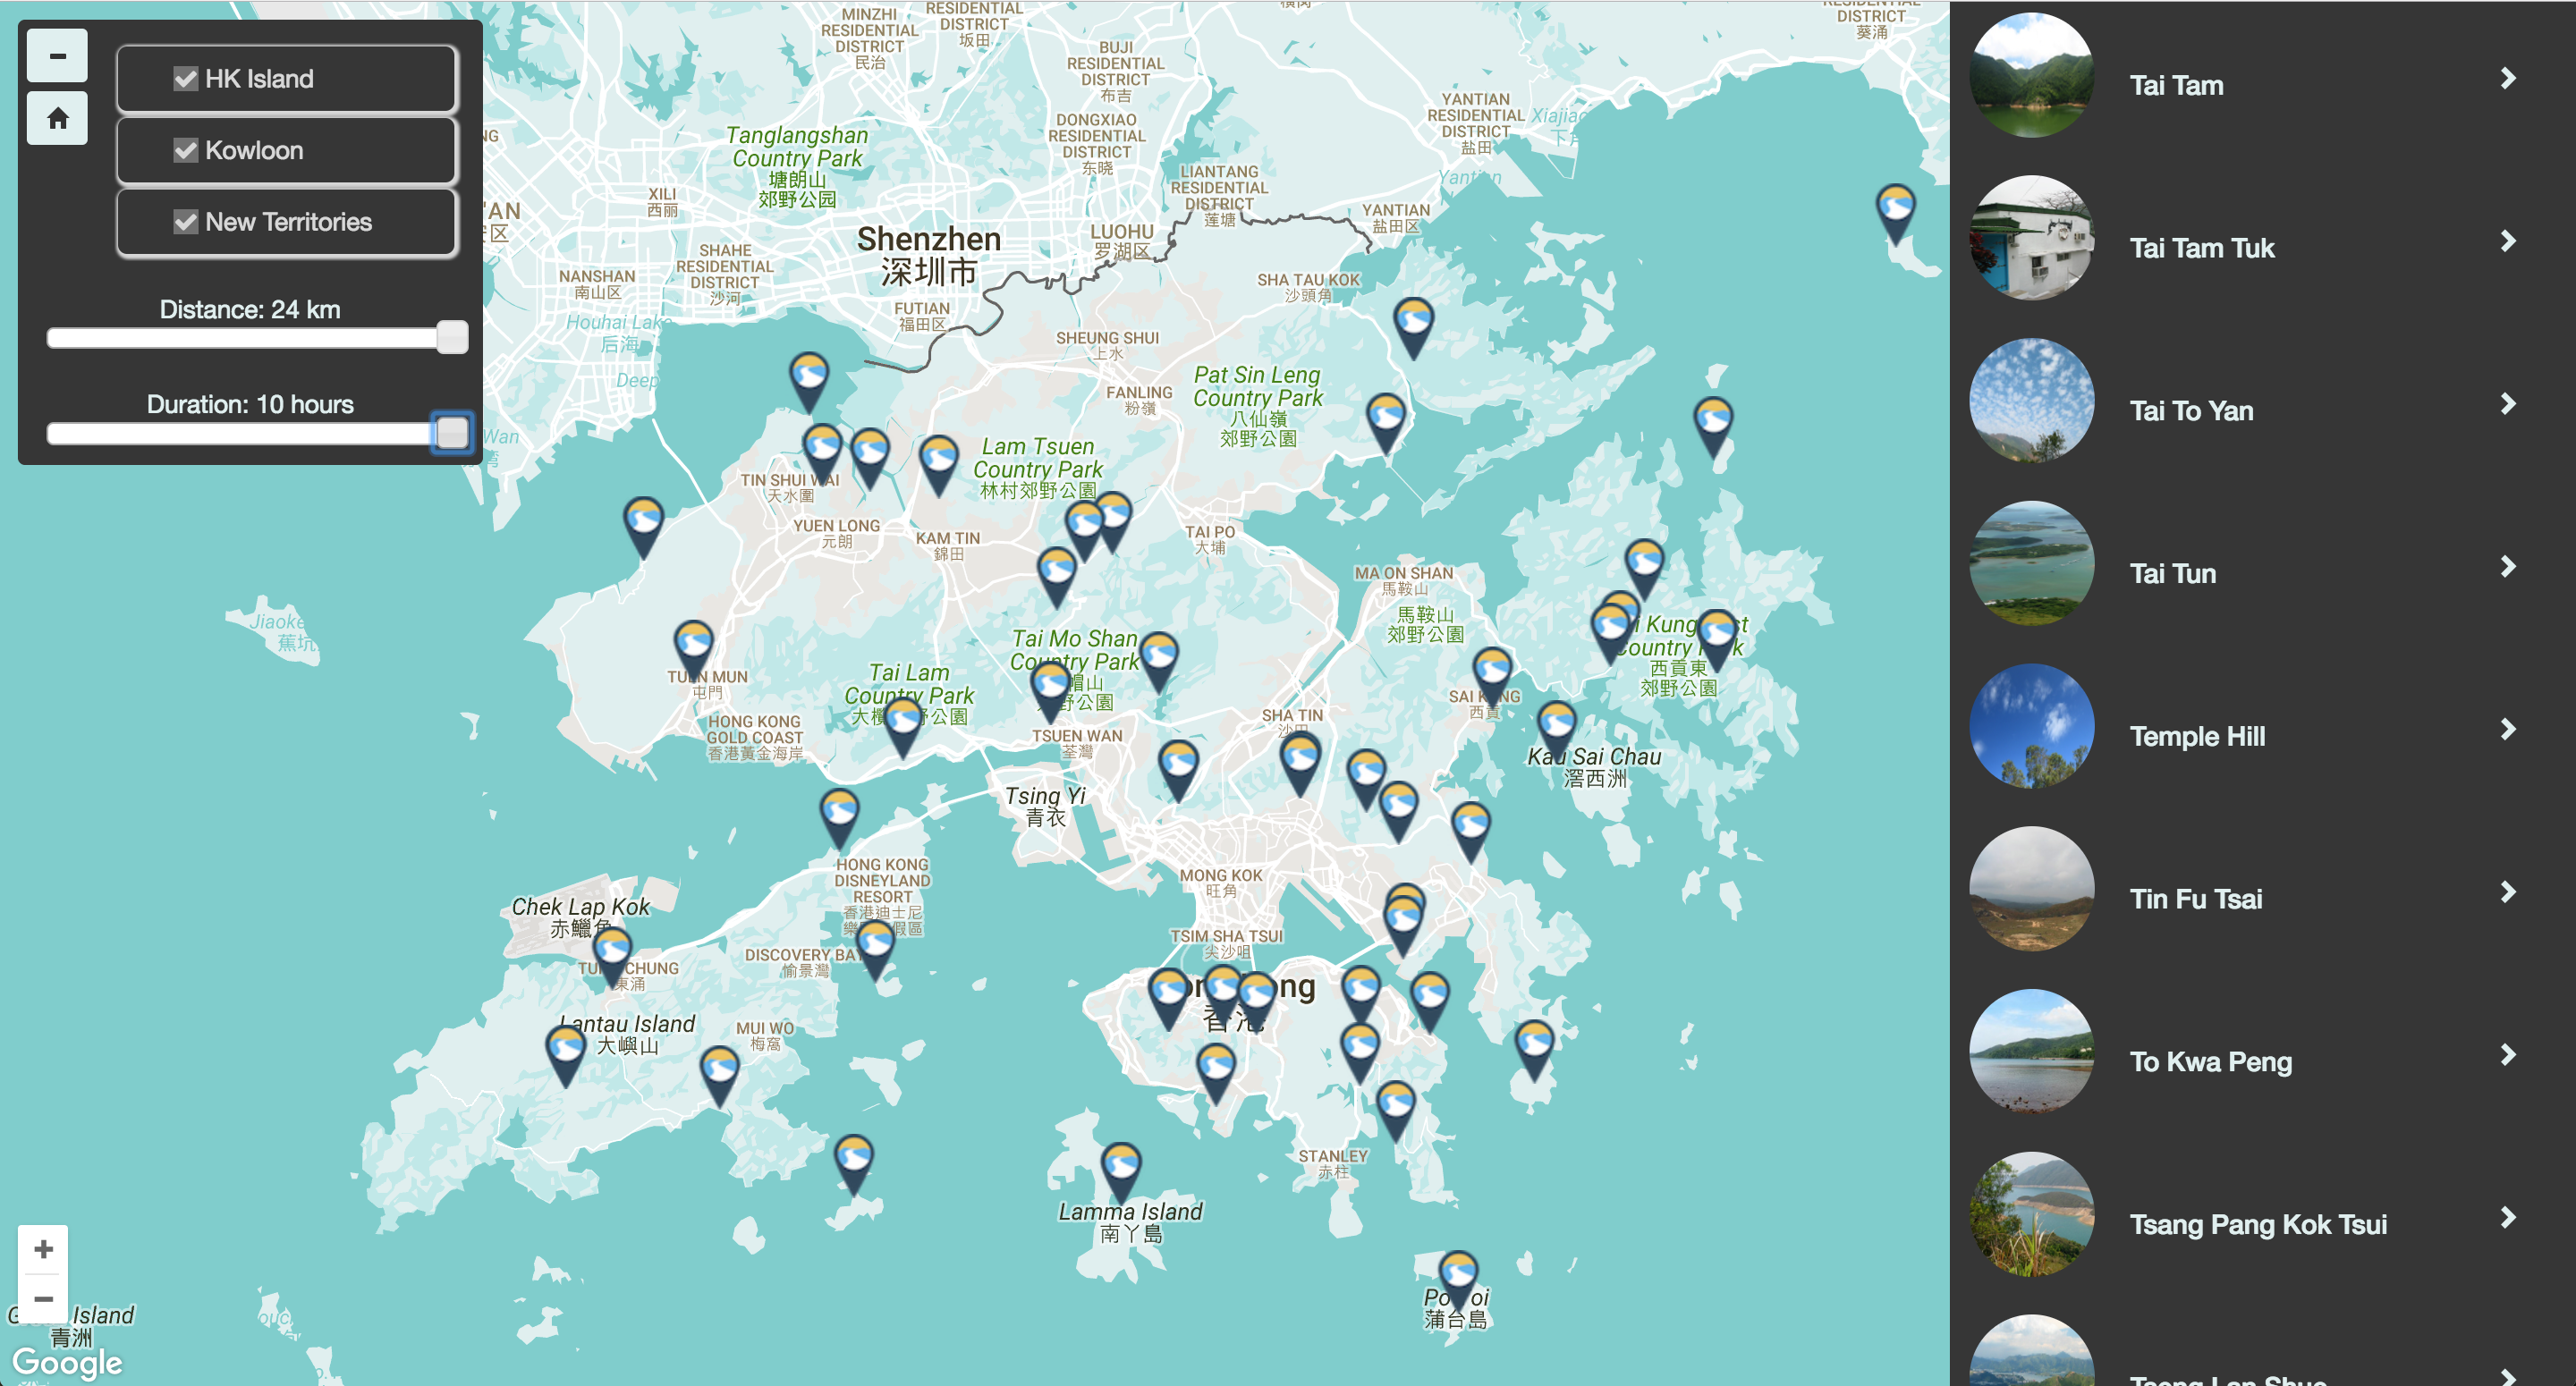 HK Island
Kowloon
New Territories
Distance: 24 km
Duration: 10 hours
MINZHI
RESIDENTIAL
DISTRICT
民治
RESIDENTIAL
DISTRICT
坂田
BUJI
RESIDENTIAL
DISTRICT
布吉
DONGXIAO
RESIDENTIAL
DISTRICT
东晓
YANTIAN
RESIDENTIAL
DISTRICT
盐田
DISTRICT
葵涌
Tanglangshan
Country Park
塘朗山
郊野公园
LIANTANG
RESIDENTIAL
DISTRICT
莲塘
XILI
西丽
YANTIAN
盐田区
Shenzhen
深圳市
LUOHU
罗湖区
SHAHE
RESIDENTIAL
DISTRICT
沙河
NANSHAN
南山区
FUTIAN
福田区
SHA TAU KOK
沙頭角
Houhai Lake
后海
Deep
Wan
SHEUNG SHUI
上水
FANLING
粉嶺
Pat Sin Leng
Country Park
八仙嶺
郊野公園
Lam Tsuen
Country Park
林村郊野公園
TIN SHUI WAI
天水圍
YUEN LONG
元朗
KAM TIN
錦田
TAI PO
大埔
MA ON SHAN
馬鞍山
馬鞍山
郊野公園
Country Park
西貢東
郊野公園
Tai Mo Shan
Country Park
TUEN MUN
屯門
Tai Lam
Country Park
HONG KONG
GOLD COAST
香港黃金海岸
TSUEN WAN
荃灣
SHA TIN
沙田
SAI KUNG
西貢
Kau Sai Chau
滘西洲
Tsing Yi
青衣
HONG KONG
DISNEYLAND
RESORT
香港迪士尼
MONG KOK
旺角
Chek Lap Kok
赤鱲角
TSIM SHA TSUI
尖沙咀
DISCOVERY BAY
愉景灣
TUNG CHUNG
東涌
Hong Kong
香港
Lantau Island
大嶼山
MUI WO
梅窩
STANLEY
赤柱
Lamma Island
南丫島
Po Toi
蒲台島
Island
青洲
Google
Tai Tam
Tai Tam Tuk
Tai To Yan
Tai Tun
Temple Hill
Tin Fu Tsai
To Kwa Peng
Tsang Pang Kok Tsui